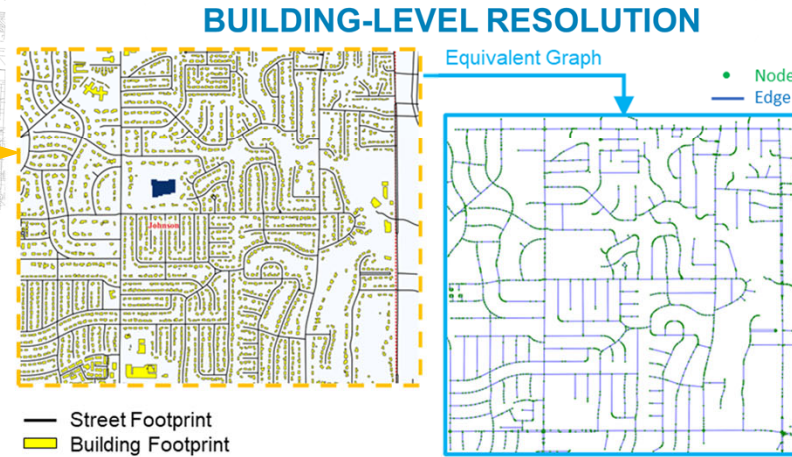 BUILDING-LEVEL RESOLUTION
Equivalent Graph
Node
Edge
Johnson
Street Footprint
Building Footprint